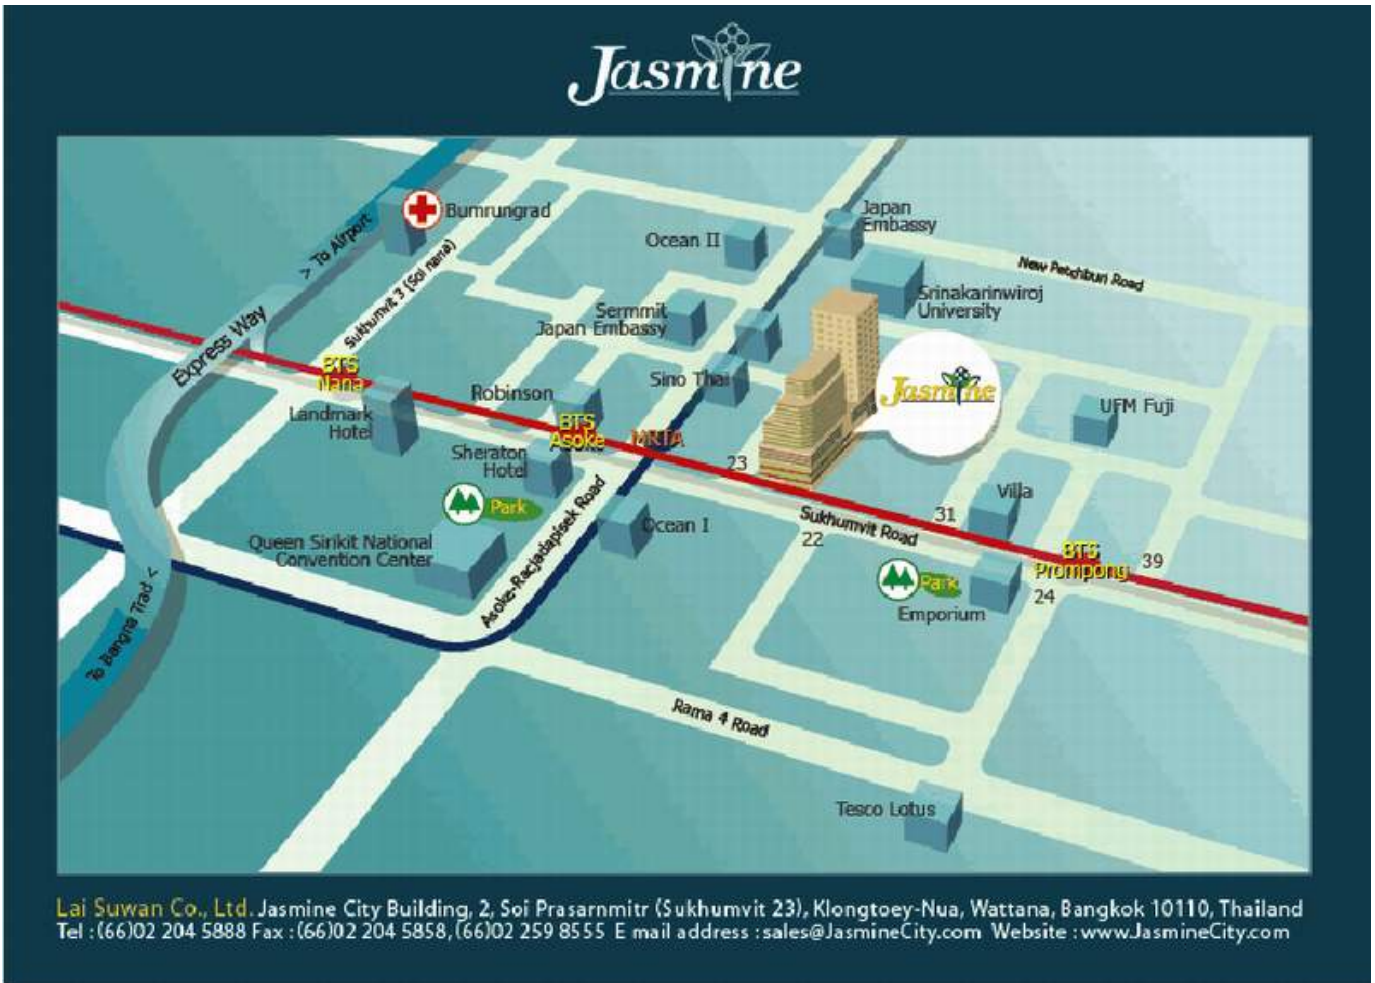 Jasmine
Bumrungrad
> To Airport
Sukhumvit 3 (Soi nana)
Express Way
Japan
Embassy
Ocean II
New Petchburi Road
Srinakarinwiroj
University
Sermmit
Japan Embassy
Sino Thai
Jasmine
UFM Fuji
BTS
Nana
Landmark
Hotel
Robinson
BTS
Asoke
MRTA
Sheraton
Hotel
23
Park
Asoke-Racjadapisek Road
Ocean I
Queen Sirikit National
Convention Center
Sukhumvit Road
22
31
Villa
BTS
Prompong
39
24
Park
Emporium
To Bangna Trad <
Rama 4 Road
Tesco Lotus
Lai Suwan Co., Ltd. Jasmine City Building, 2, Soi Prasarnmitr (Sukhumvit 23), Klongtoey-Nua, Wattana, Bangkok 10110, Thailand
Tel : (66)02 204 5888 Fax : (66)02 204 5858, (66)02 259 8555 E mail address : sales@JasmineCity.com Website : www.JasmineCity.com